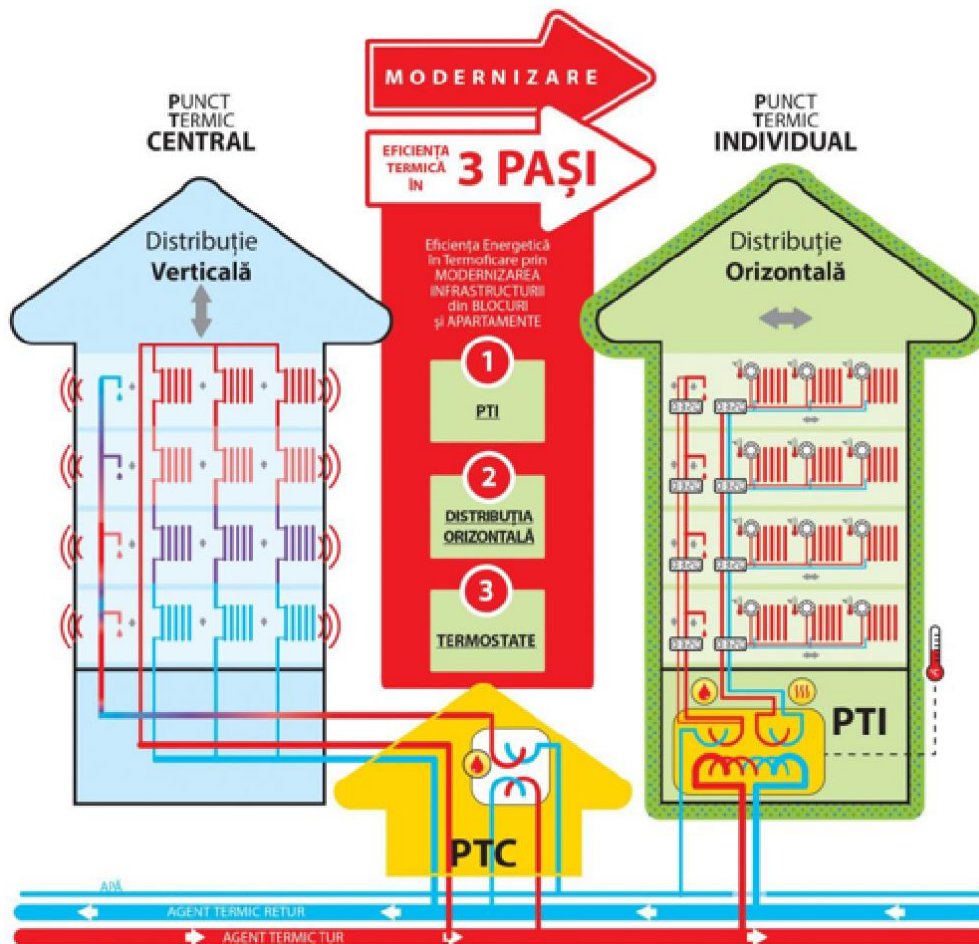 MODERNIZARE
EFICIENȚA
TERMICĂ
ÎN
3 PAȘI
PUNCT
TERMIC
CENTRAL
Distribuție
Verticală
Eficiența Energetică
în Termoficare prin
MODERNIZAREA
INFRASTRUCTURII
din BLOCURI
și APARTAMENTE
1
PTI
2
DISTRIBUȚIA
ORIZONTALĂ
3
TERMOSTATE
PUNCT
TERMIC
INDIVIDUAL
Distribuție
Orizontală
PTI
PTC
APĂ
AGENT TERMIC RETUR
AGENT TERMIC TUR